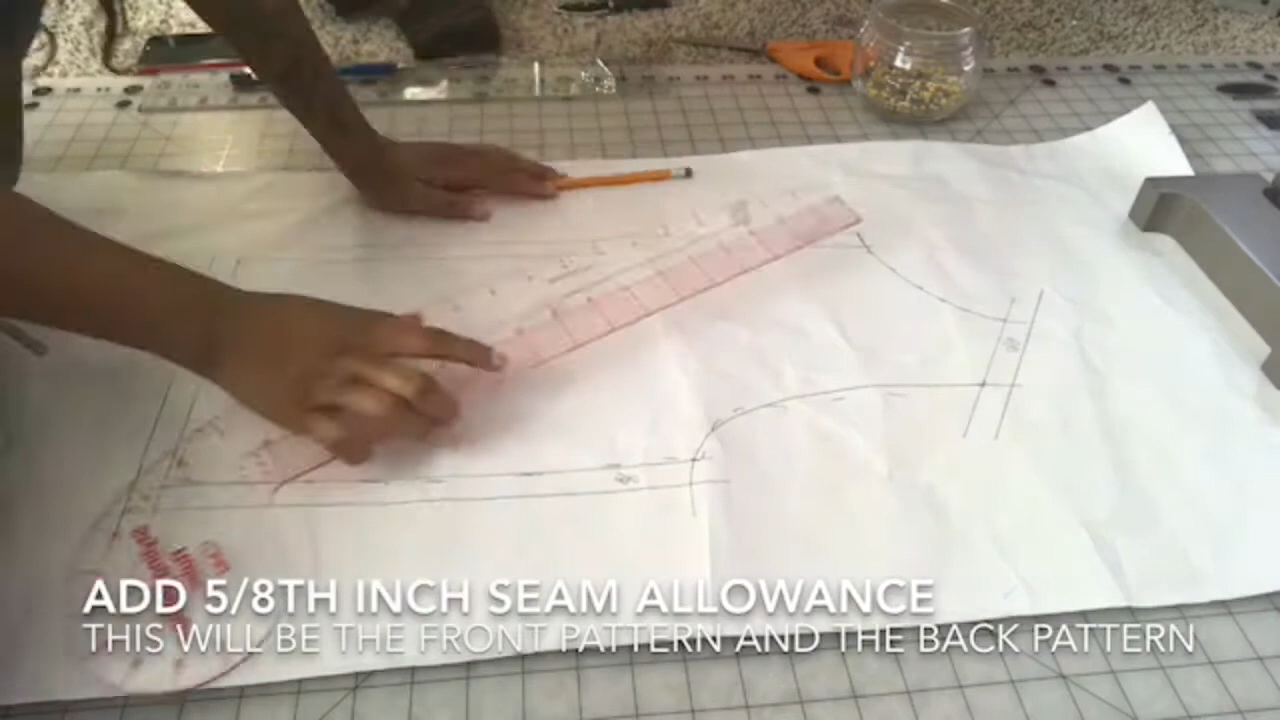 ADD 5/8TH INCH SEAM ALLOWANCE
THIS WILL BE THE FRONT PATTERN AND THE BACK PATTERN